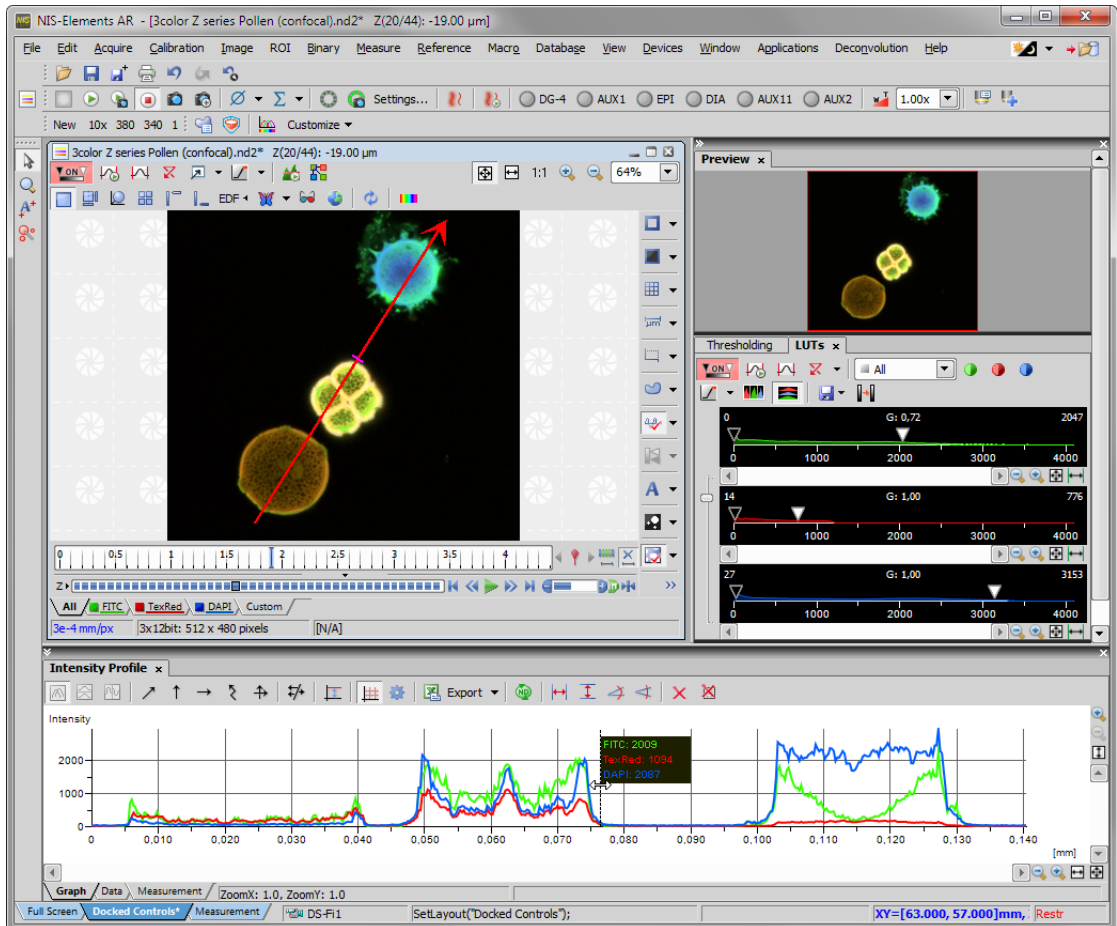 NIS-Elements AR - [3color Z series Pollen (confocal).nd2* Z(20/44): -19.00 µm]
File Edit Acquire Calibration Image ROI Binary Measure Reference Macro Database View Devices Window Applications Deconvolution Help
Settings... DG-4 AUX1 EPI DIA AUX11 AUX2 1.00x
New 10x 380 340 1 Customize
3color Z series Pollen (confocal).nd2* Z(20/44): -19.00 µm
ON 1:1 64%
EDF
µm
A
0 0.5 1 1.5 2 2.5 3 3.5 4
Z
All FITC TexRed DAPI Custom
3e-4 mm/px 3x12bit: 512 x 480 pixels [N/A]
Preview x
Thresholding LUTs x
ON All
0 G: 0,72 2047
0 1000 2000 3000 4000
14 G: 1,00 776
0 1000 2000 3000 4000
27 G: 1,00 3153
0 1000 2000 3000 4000
Intensity Profile x
Export ND
Intensity
2000
1000
0
FITC: 2009
TexRed: 1094
DAPI: 2087
0 0,010 0,020 0,030 0,040 0,050 0,060 0,070 0,080 0,090 0,100 0,110 0,120 0,130 0,140
[mm]
Graph Data Measurement ZoomX: 1.0, ZoomY: 1.0
Full Screen Docked Controls* Measurement DS-Fi1 SetLayout("Docked Controls"); XY=[63.000, 57.000]mm, Restr